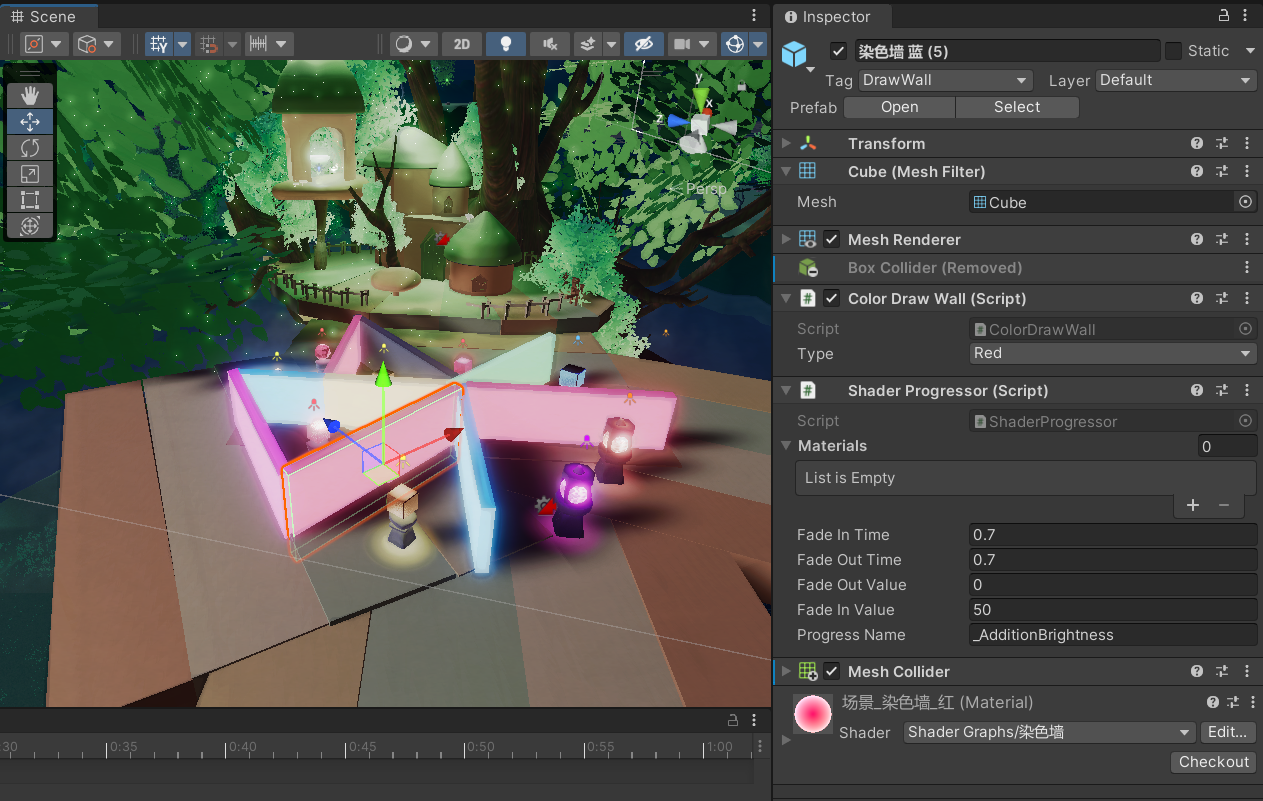 Scene
2D
y
x
z
Persp
:30
0:35
0:40
0:45
0:50
0:55
1:00
Inspector
染色墙 蓝 (5)
Static
Tag
DrawWall
Layer
Default
Prefab
Open
Select
Transform
Cube (Mesh Filter)
Mesh
Cube
Mesh Renderer
Box Collider (Removed)
Color Draw Wall (Script)
Script
ColorDrawWall
Type
Red
Shader Progressor (Script)
Script
ShaderProgressor
Materials
0
List is Empty
Fade In Time
0.7
Fade Out Time
0.7
Fade Out Value
0
Fade In Value
50
Progress Name
_AdditionBrightness
Mesh Collider
场景_染色墙_红 (Material)
Shader
Shader Graphs/染色墙
Edit...
Checkout